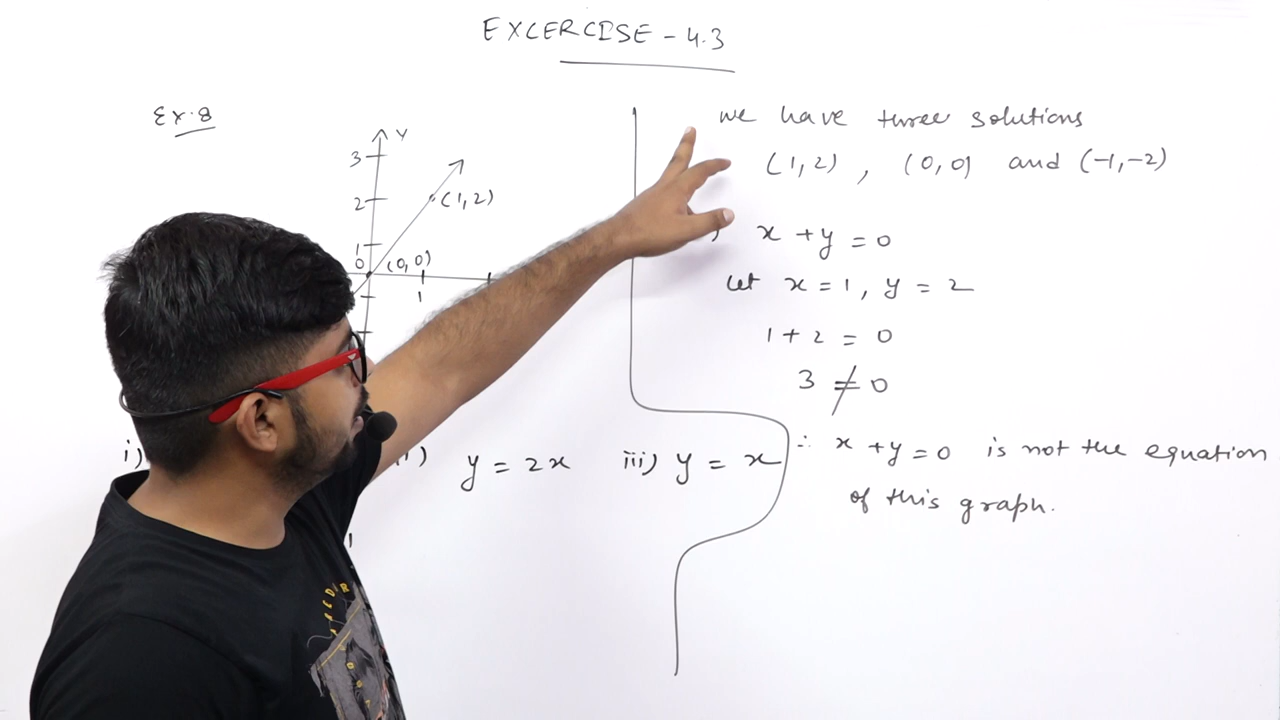 EXCERCISE - 4.3
Ex. 8
Y
3
2
(1,2)
1
0
(0,0)
1
i)
y = 2x
iii) y = x
we have three solutions
(1,2) , (0,0) and (-1,-2)
x + y = 0
Let x = 1, y = 2
1 + 2 = 0
3 ≠ 0
∴ x + y = 0 is not the equation
of this graph.